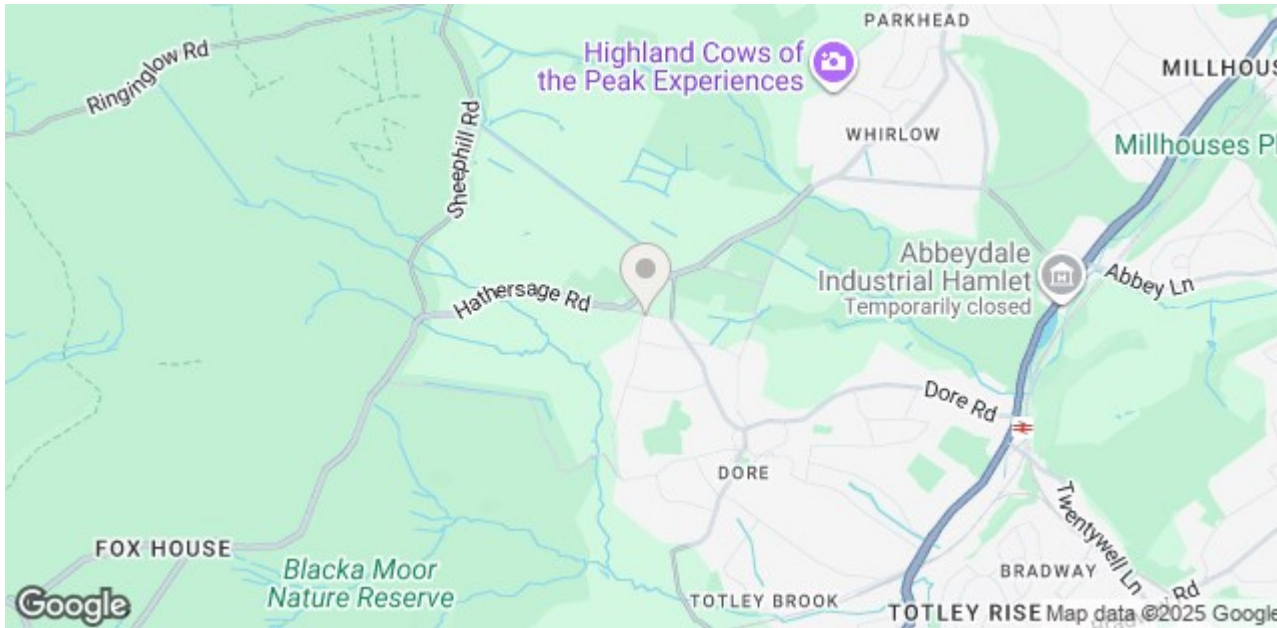 PARKHEAD
Ringinglow Rd
Highland Cows of
the Peak Experiences
MILLHOUS
Sheephill Rd
WHIRLOW
Millhouses P
Abbeydale
Industrial Hamlet
Temporarily closed
Abbey Ln
Hathersage Rd
Dore Rd
DORE
Twentywell Ln
FOX HOUSE
Blacka Moor
Nature Reserve
BRADWAY
TOTLEY BROOK
TOTLEY RISE
Rd
Google
Map data ©2025 Google